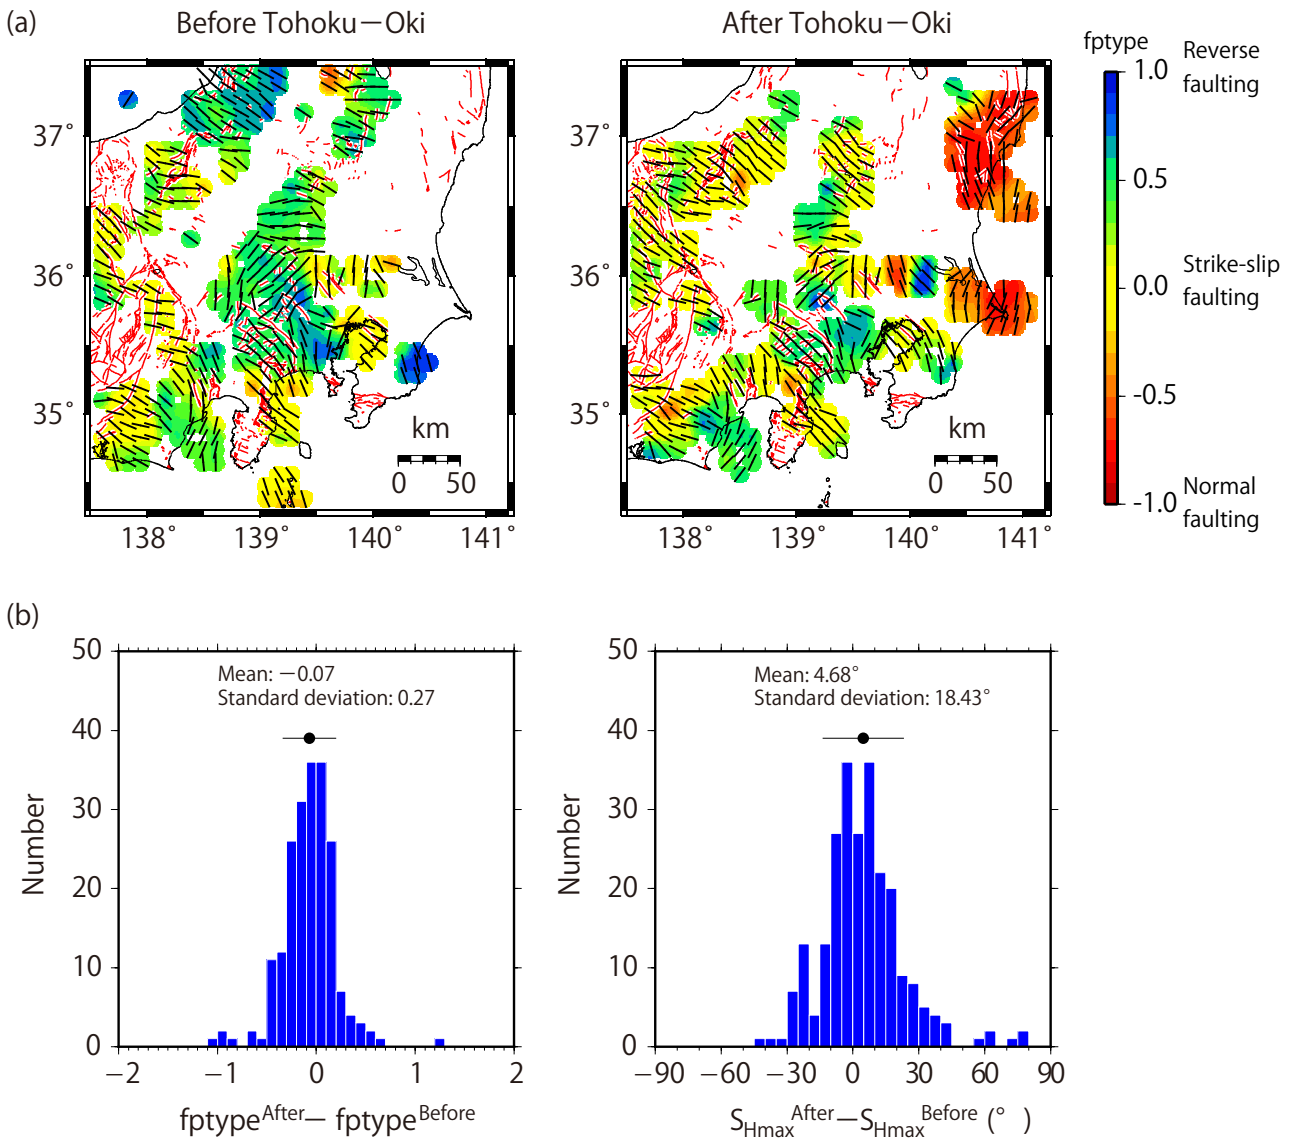 (a)
Before Tohoku−Oki
After Tohoku−Oki
fptype
Reverse
faulting
1.0
0.5
Strike-slip
faulting
0.0
-0.5
Normal
faulting
-1.0
37°
36°
35°
km
0 50
138° 139° 140° 141°
37°
36°
35°
km
0 50
138° 139° 140° 141°
(b)
Mean: −0.07
Standard deviation: 0.27
Number
50
40
30
20
10
0
−2 −1 0 1 2
fptype^After− fptype^Before
Mean: 4.68°
Standard deviation: 18.43°
Number
50
40
30
20
10
0
−90 −60 −30 0 30 60 90
S_Hmax^After−S_Hmax^Before (°)